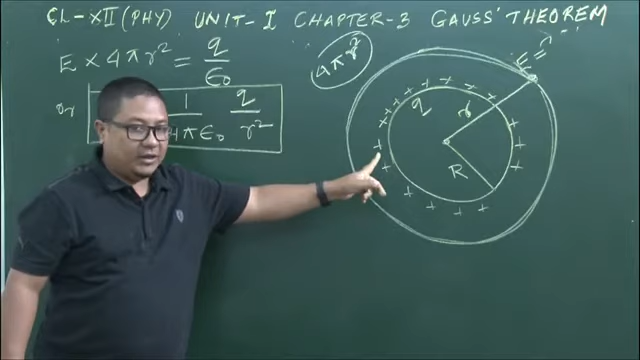 CL-XII (PHY) UNIT-I CHAPTER-3 GAUSS' THEOREM
E × 4πr² = q/ε₀
or 1/4πε₀ q/r²
4πr²
q
r
R
E =